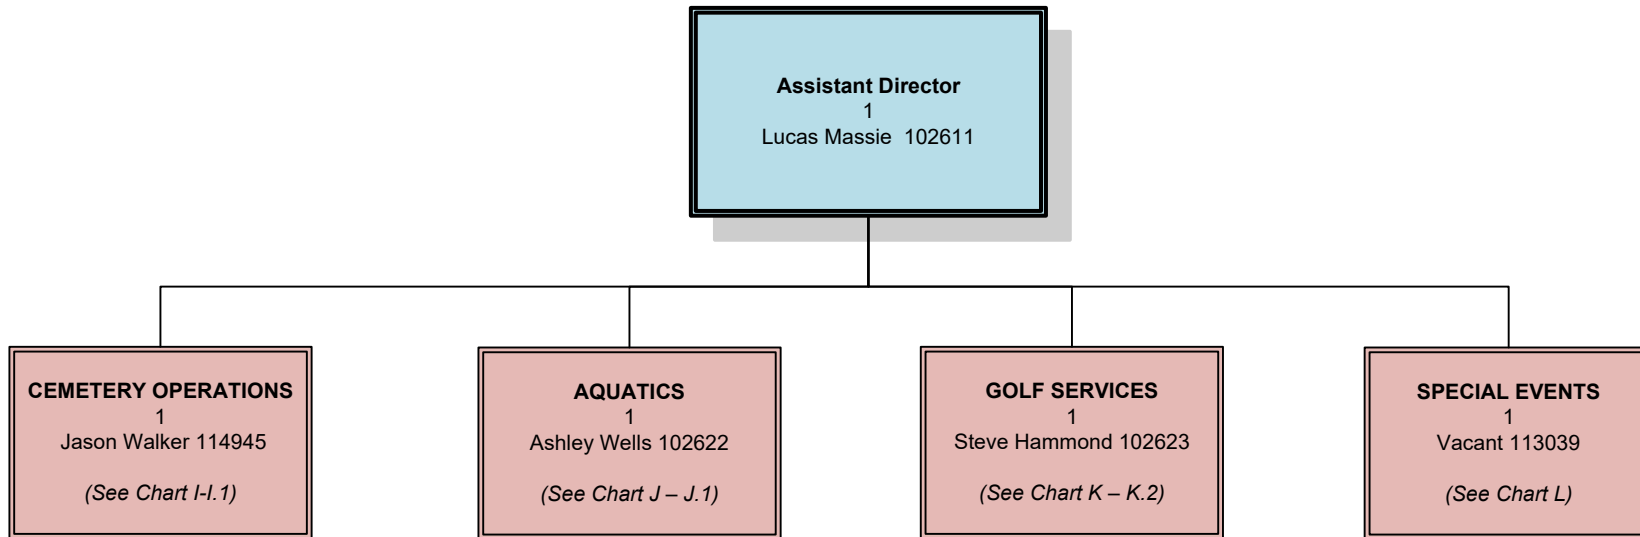 Assistant Director
1
Lucas Massie  102611
CEMETERY OPERATIONS
1
Jason Walker 114945
(See Chart I-I.1)
AQUATICS
1
Ashley Wells 102622
(See Chart J – J.1)
GOLF SERVICES
1
Steve Hammond 102623
(See Chart K – K.2)
SPECIAL EVENTS
1
Vacant 113039
(See Chart L)